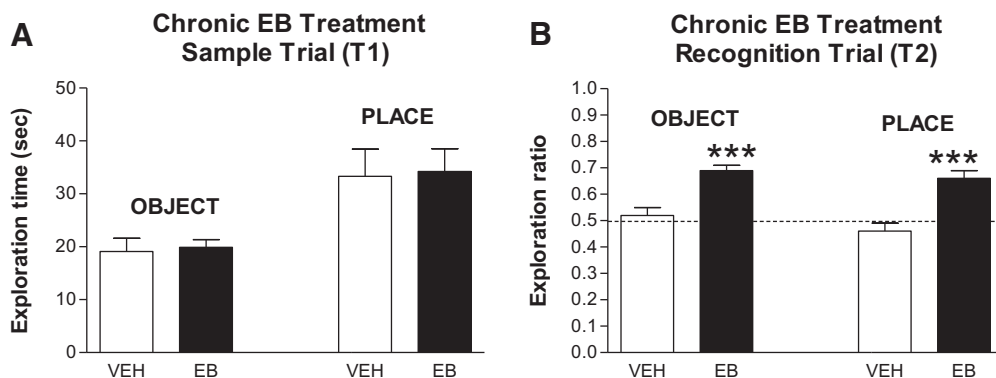 A
Chronic EB Treatment
Sample Trial (T1)
Exploration time (sec)
50
40
30
20
10
0
OBJECT
PLACE
VEH
EB
VEH
EB
B
Chronic EB Treatment
Recognition Trial (T2)
Exploration ratio
1.0
0.9
0.8
0.7
0.6
0.5
0.4
0.3
0.2
0.1
0.0
OBJECT
PLACE
***
***
VEH
EB
VEH
EB